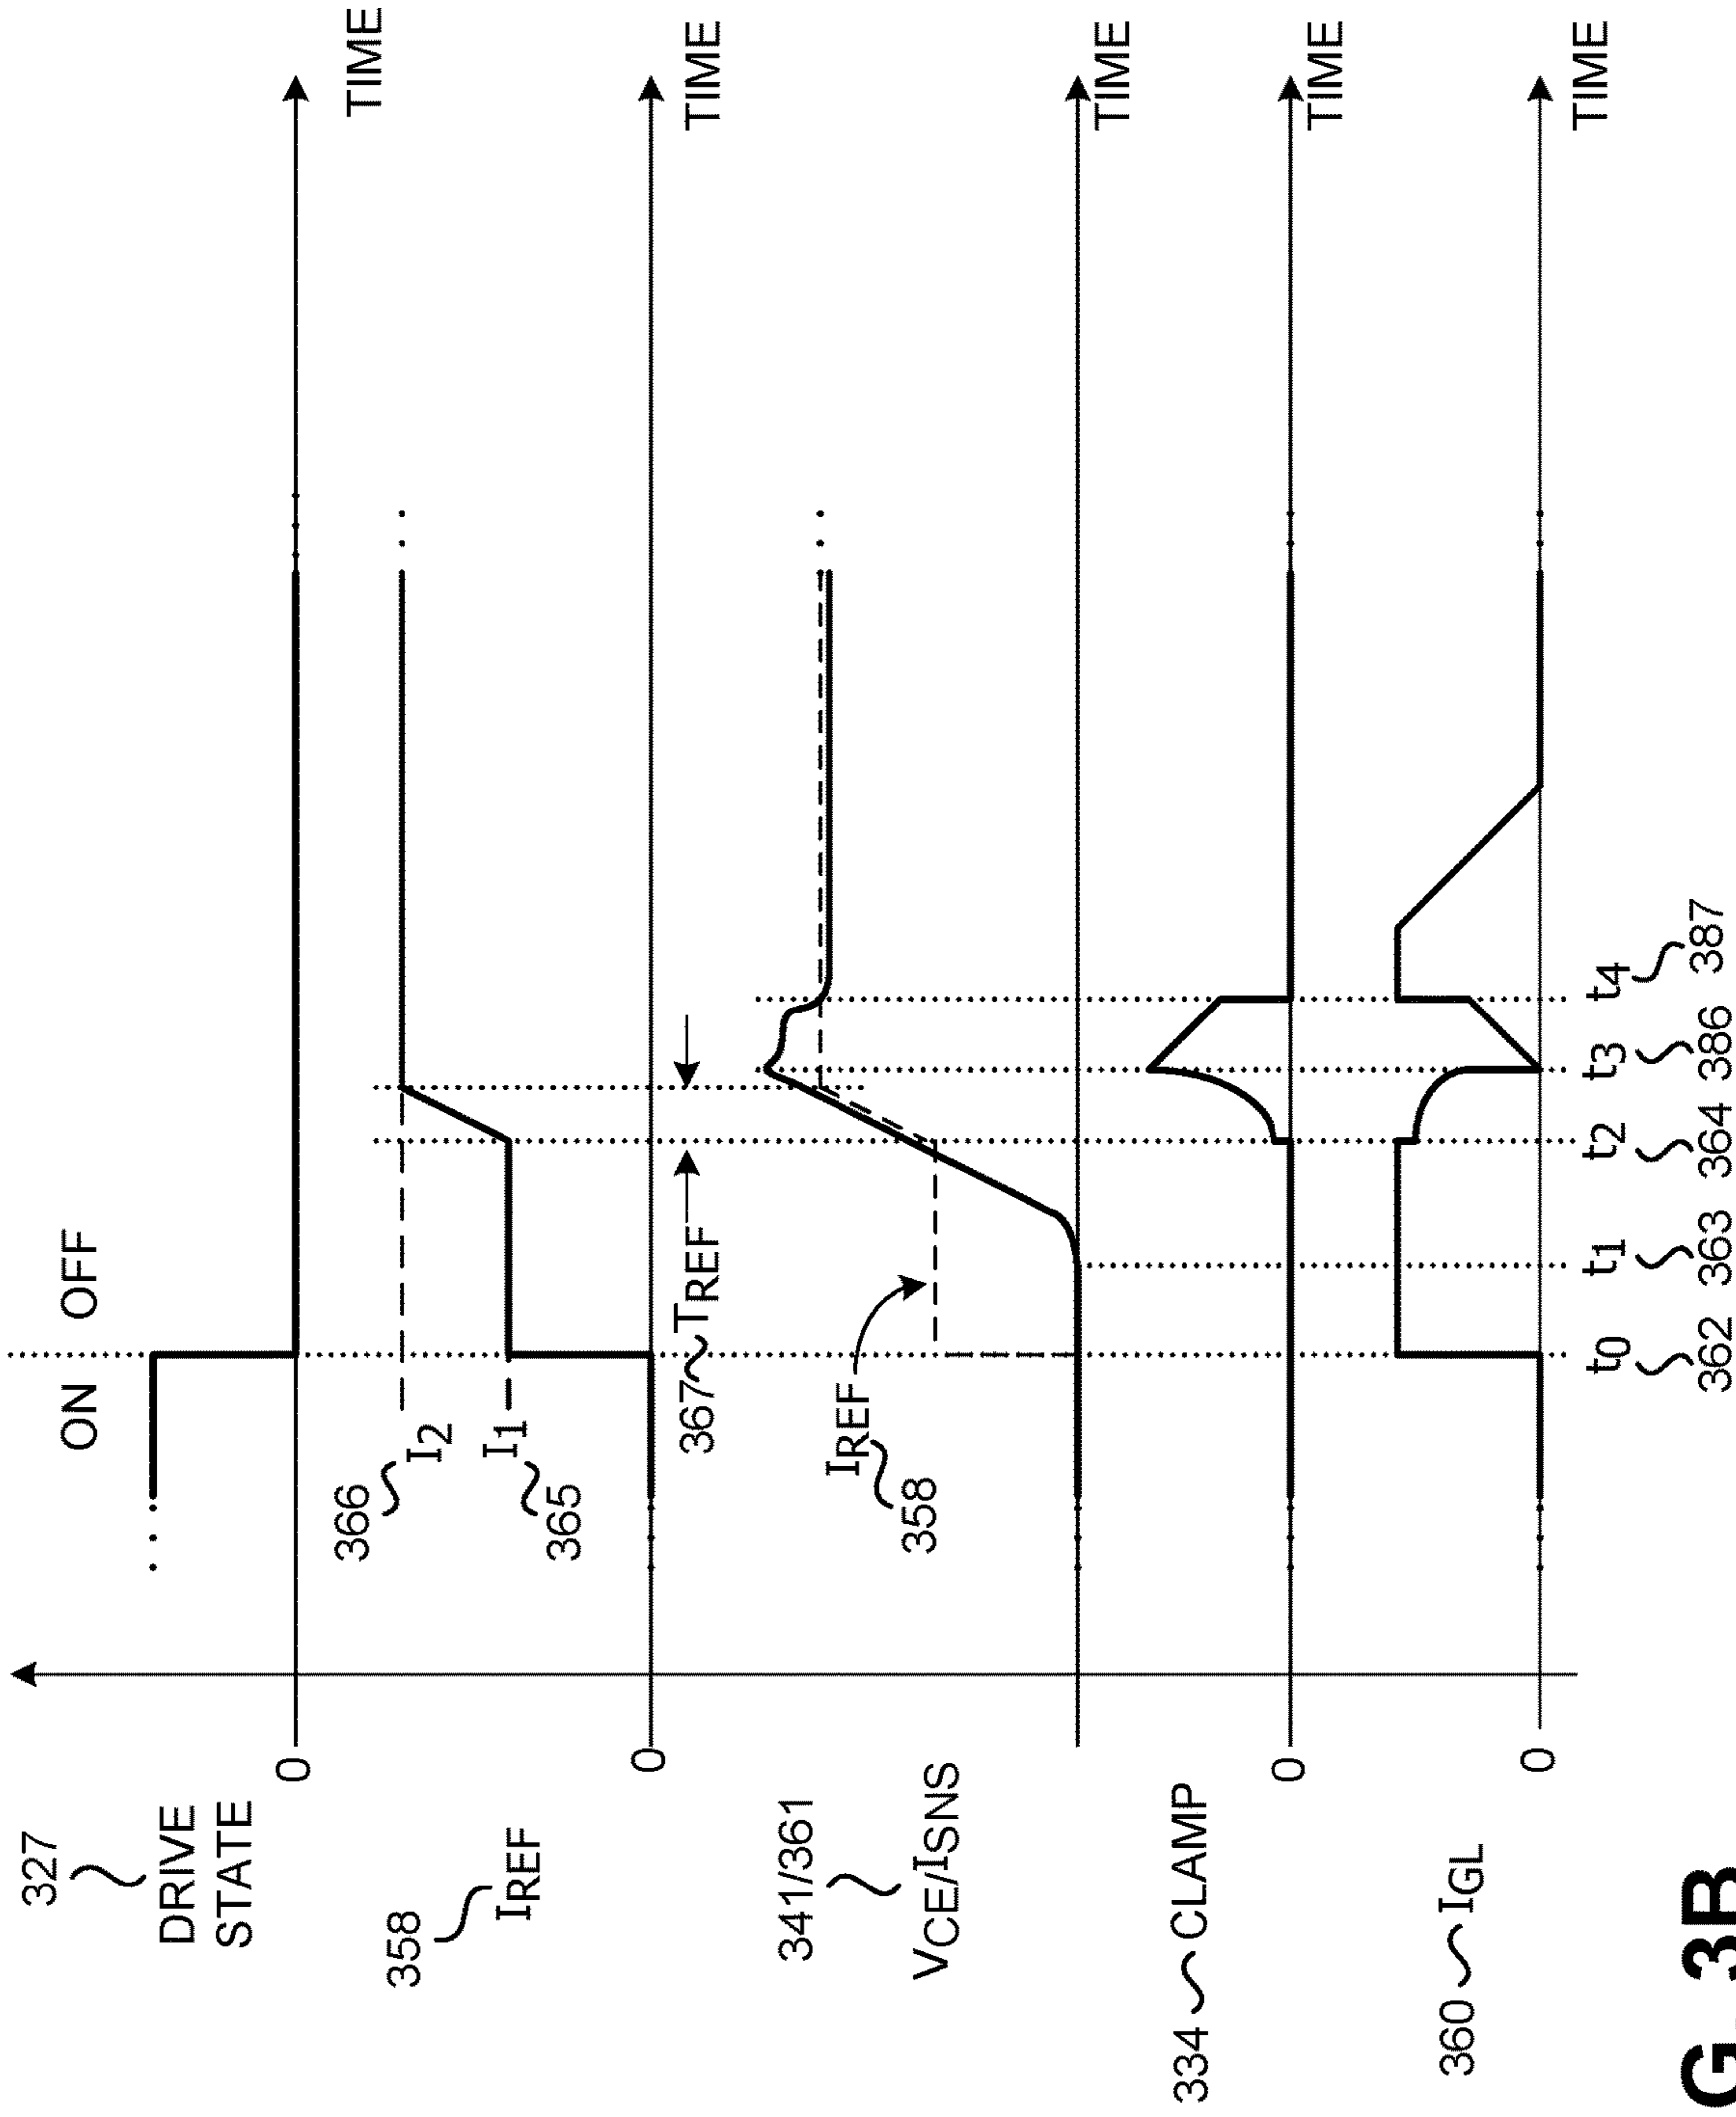 327
DRIVE
STATE
0
ON
OFF
TIME
358
IREF
0
366
I2
I1
365
TIME
367
TREF
341/361
VCE/ISNS
IREF
358
TIME
334
CLAMP
0
TIME
360
IGL
0
TIME
t0
t1
t2
t3
t4
362
363
364
386
387
G. 3B